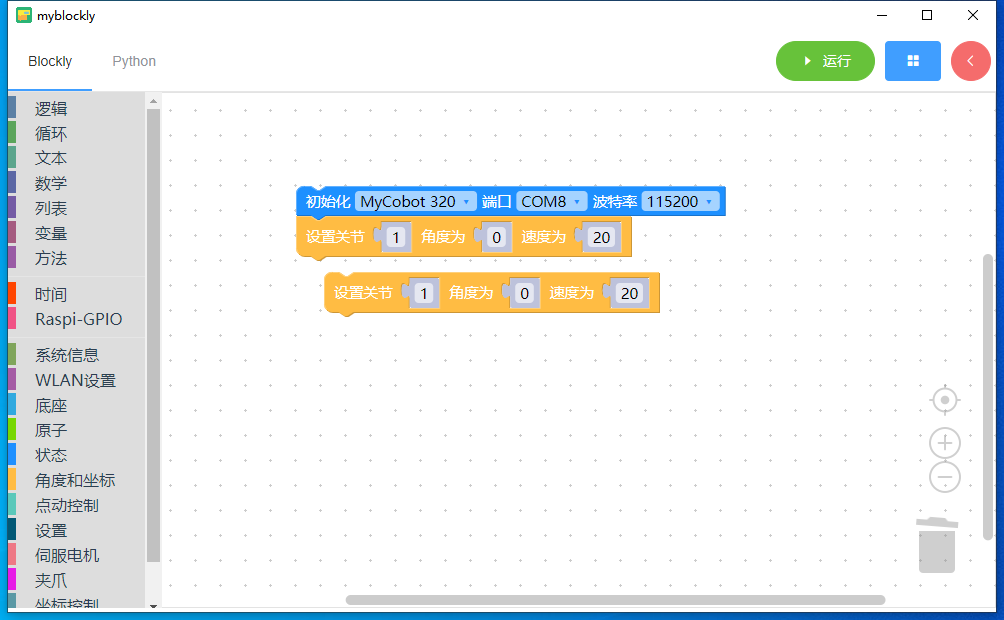 myblockly
Blockly Python 运行
逻辑
循环
文本
数学
列表
变量
方法
时间
Raspi-GPIO
系统信息
WLAN设置
底座
原子
状态
角度和坐标
点动控制
设置
伺服电机
夹爪
坐标控制
初始化 MyCobot 320 端口 COM8 波特率 115200
设置关节 1 角度为 0 速度为 20
设置关节 1 角度为 0 速度为 20